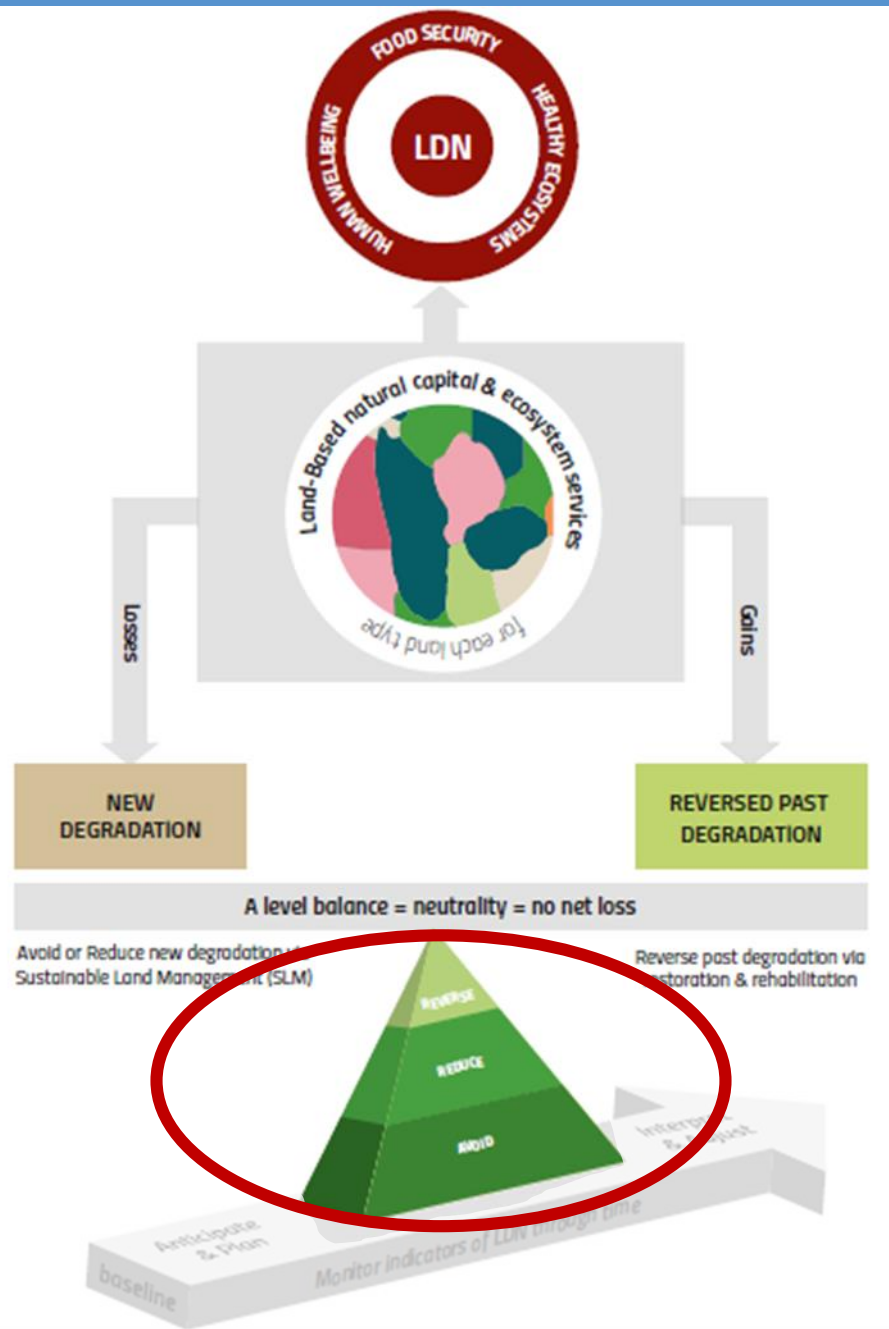 FOOD SECURITY
HUMAN WELLBEING
HEALTHY ECOSYSTEMS
LDN
Land-Based natural capital & ecosystem services
for each land type
Losses
Gains
NEW
DEGRADATION
REVERSED PAST
DEGRADATION
A level balance = neutrality = no net loss
Avoid or Reduce new degradation via
Sustainable Land Management (SLM)
Reverse past degradation via
restoration & rehabilitation
REVERSE
REDUCE
AVOID
Interpret
& Adjust
Anticipate
& Plan
Monitor indicators of LDN through time
baseline